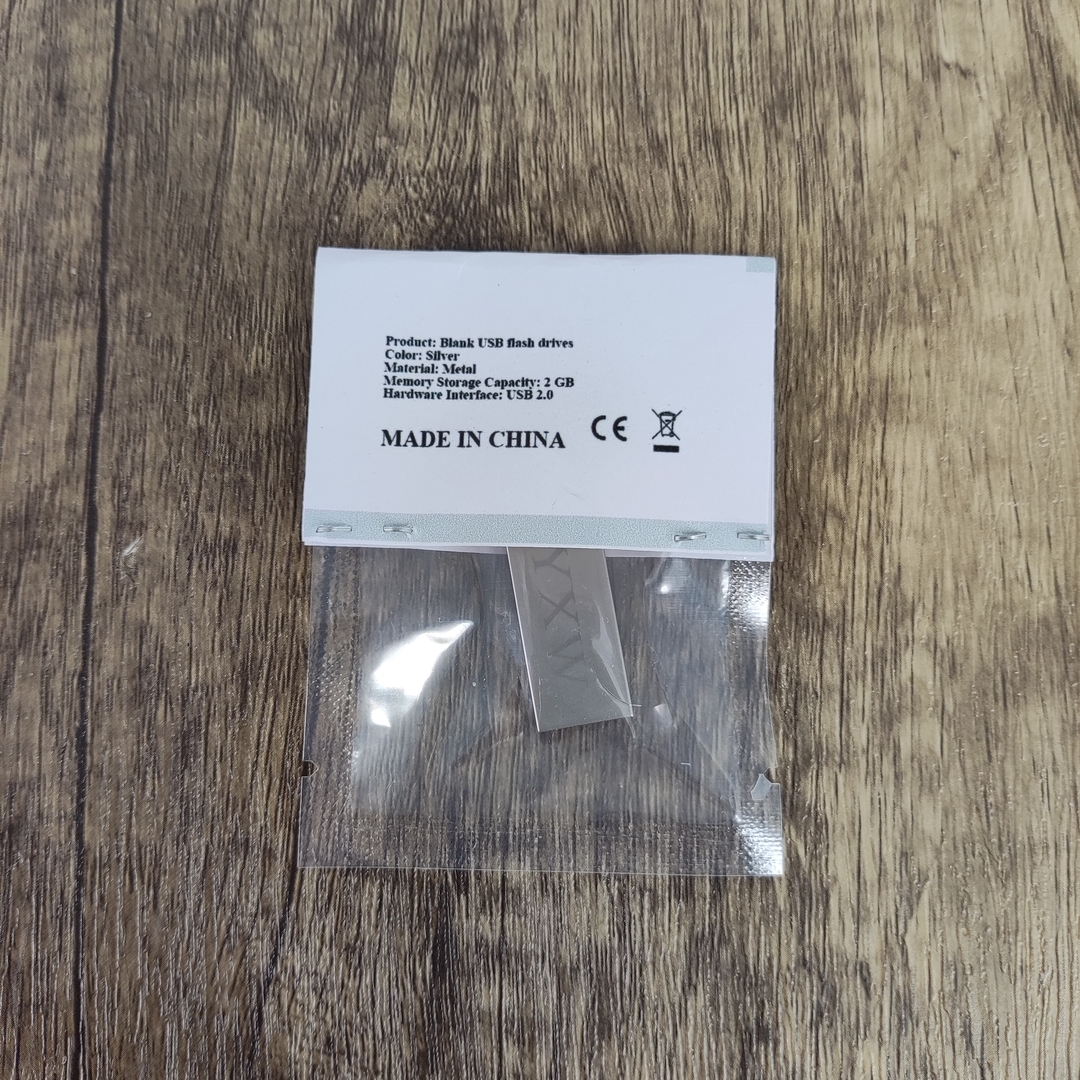 Product: Blank USB flash drives
Color: Silver
Material: Metal
Memory Storage Capacity: 2 GB
Hardware Interface: USB 2.0
MADE IN CHINA
CE
YXW